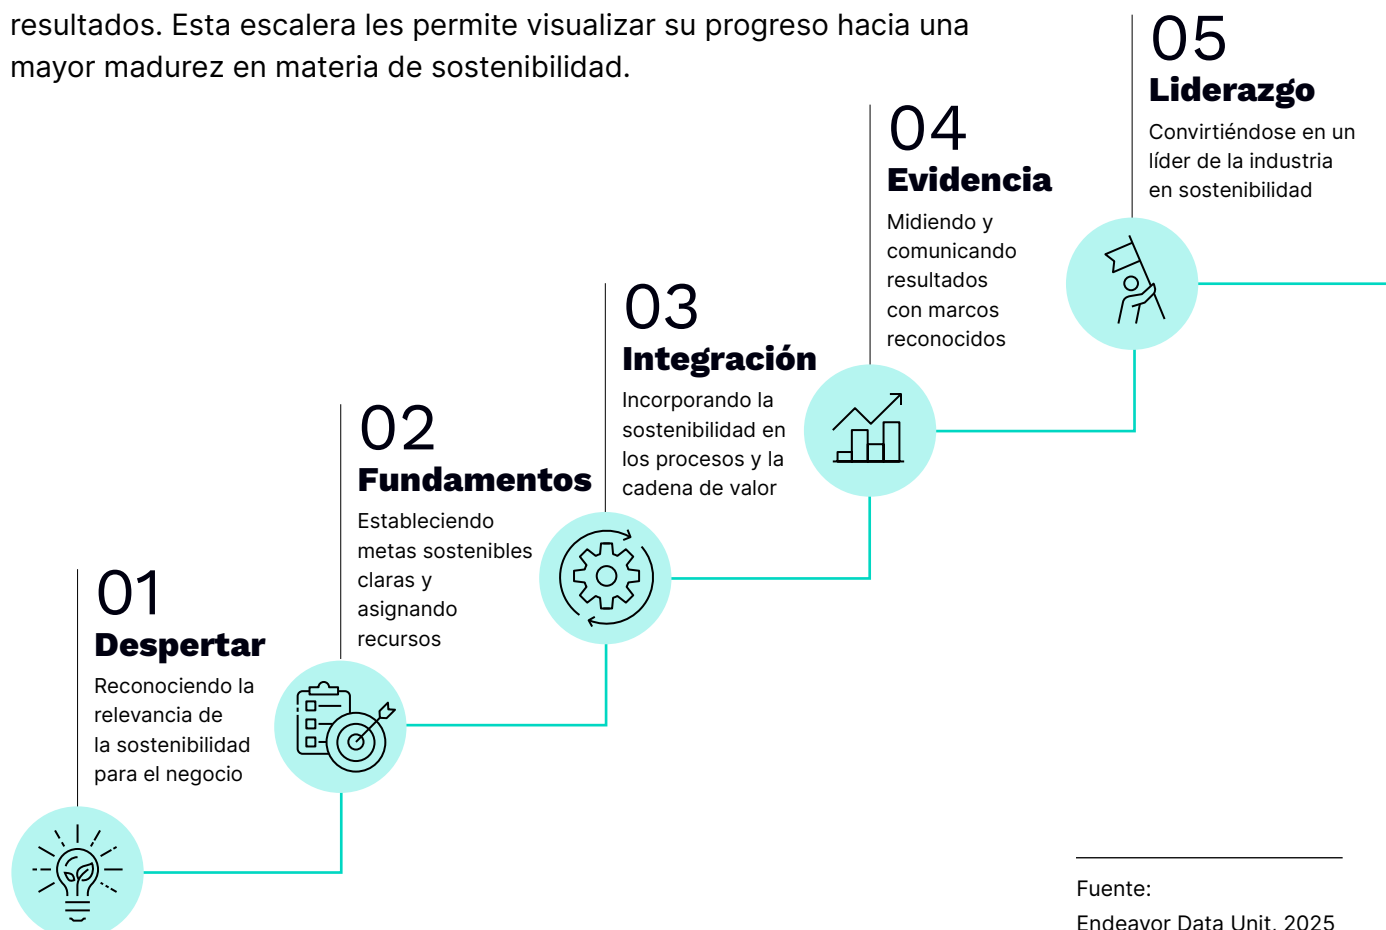 resultados. Esta escalera les permite visualizar su progreso hacia una
mayor madurez en materia de sostenibilidad.
01
Despertar
Reconociendo la
relevancia de
la sostenibilidad
para el negocio
02
Fundamentos
Estableciendo
metas sostenibles
claras y
asignando
recursos
03
Integración
Incorporando la
sostenibilidad en
los procesos y la
cadena de valor
04
Evidencia
Midiendo y
comunicando
resultados
con marcos
reconocidos
05
Liderazgo
Convirtiéndose en un
líder de la industria
en sostenibilidad
Fuente:
Endeavor Data Unit. 2025